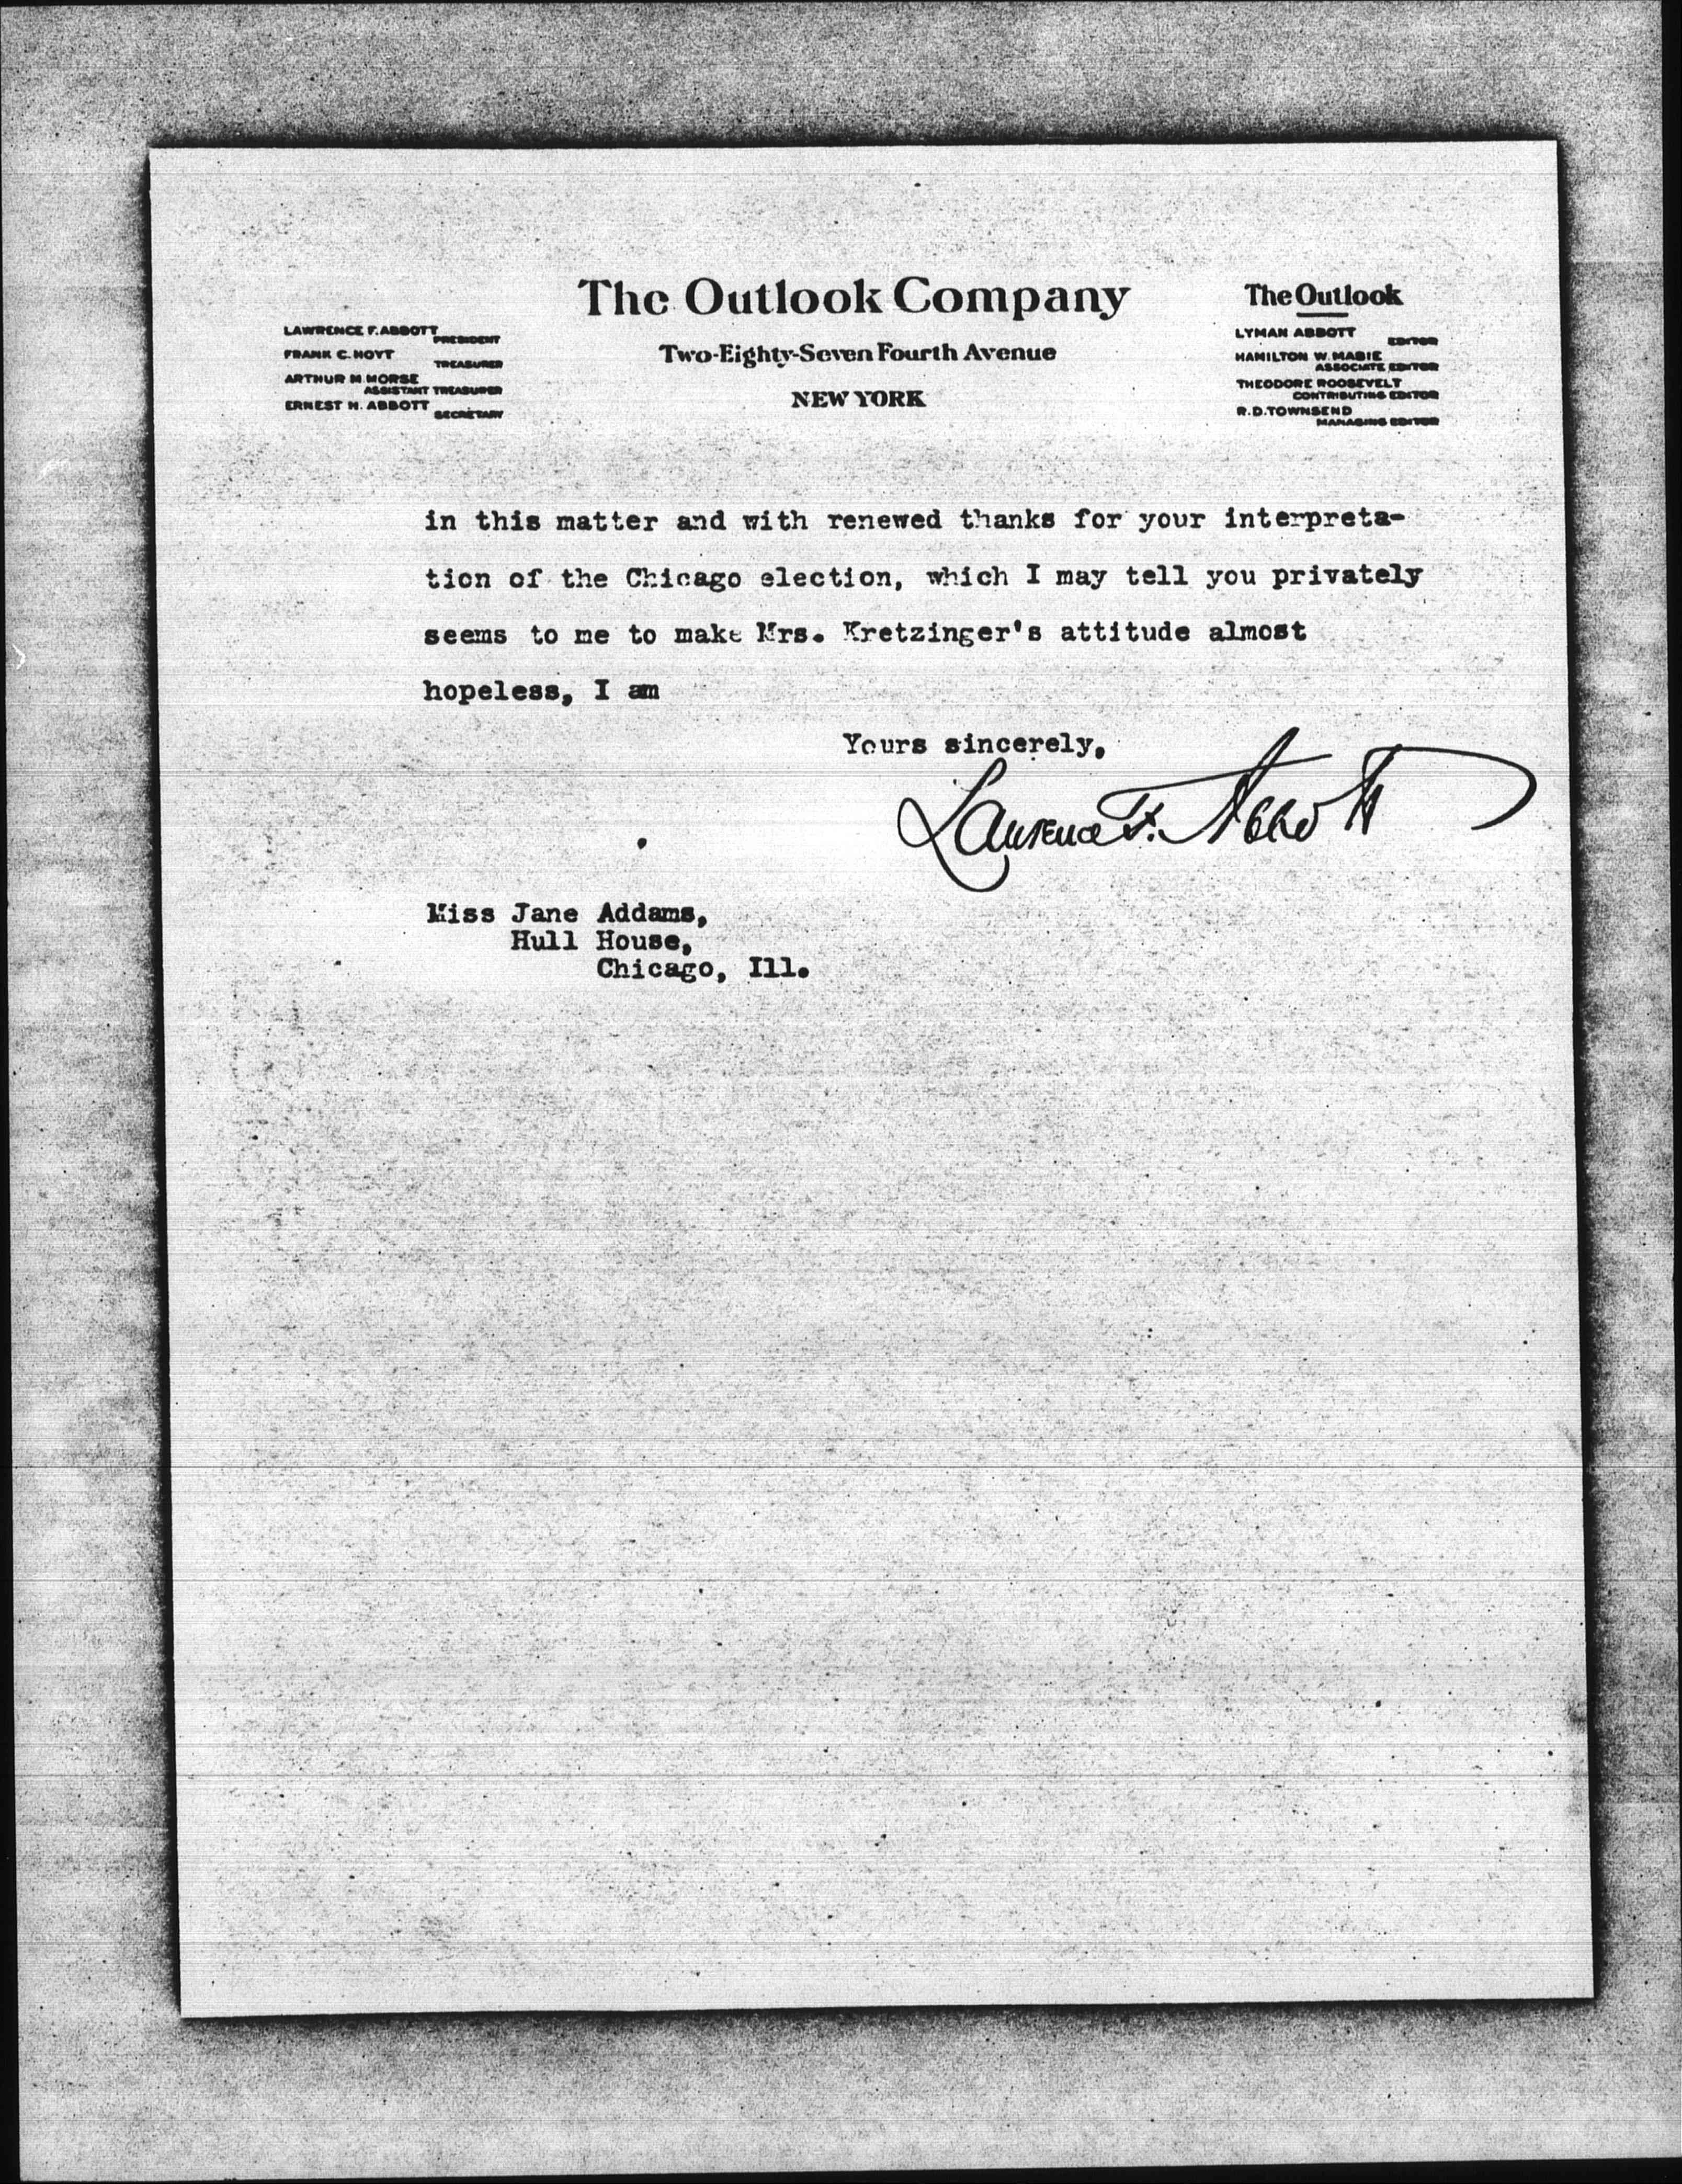 The Outlook Company
Two-Eighty-Seven Fourth Avenue
NEW YORK
LAWRENCE F. ABBOTT
PRESIDENT
FRANK C. HOYT
TREASURER
ARTHUR M. MORSE
ASSISTANT TREASURER
ERNEST H. ABBOTT
SECRETARY
The Outlook
LYMAN ABBOTT
EDITOR
HAMILTON W. MABIE
ASSOCIATE EDITOR
THEODORE ROOSEVELT
CONTRIBUTING EDITOR
R. D. TOWNSEND
MANAGING EDITOR
in this matter and with renewed thanks for your interpreta-
tion of the Chicago election, which I may tell you privately
seems to me to make Mrs. Kretzinger's attitude almost
hopeless, I am
Yours sincerely,
Lawrence F. Abbott
Miss Jane Addams,
Hull House,
Chicago, Ill.